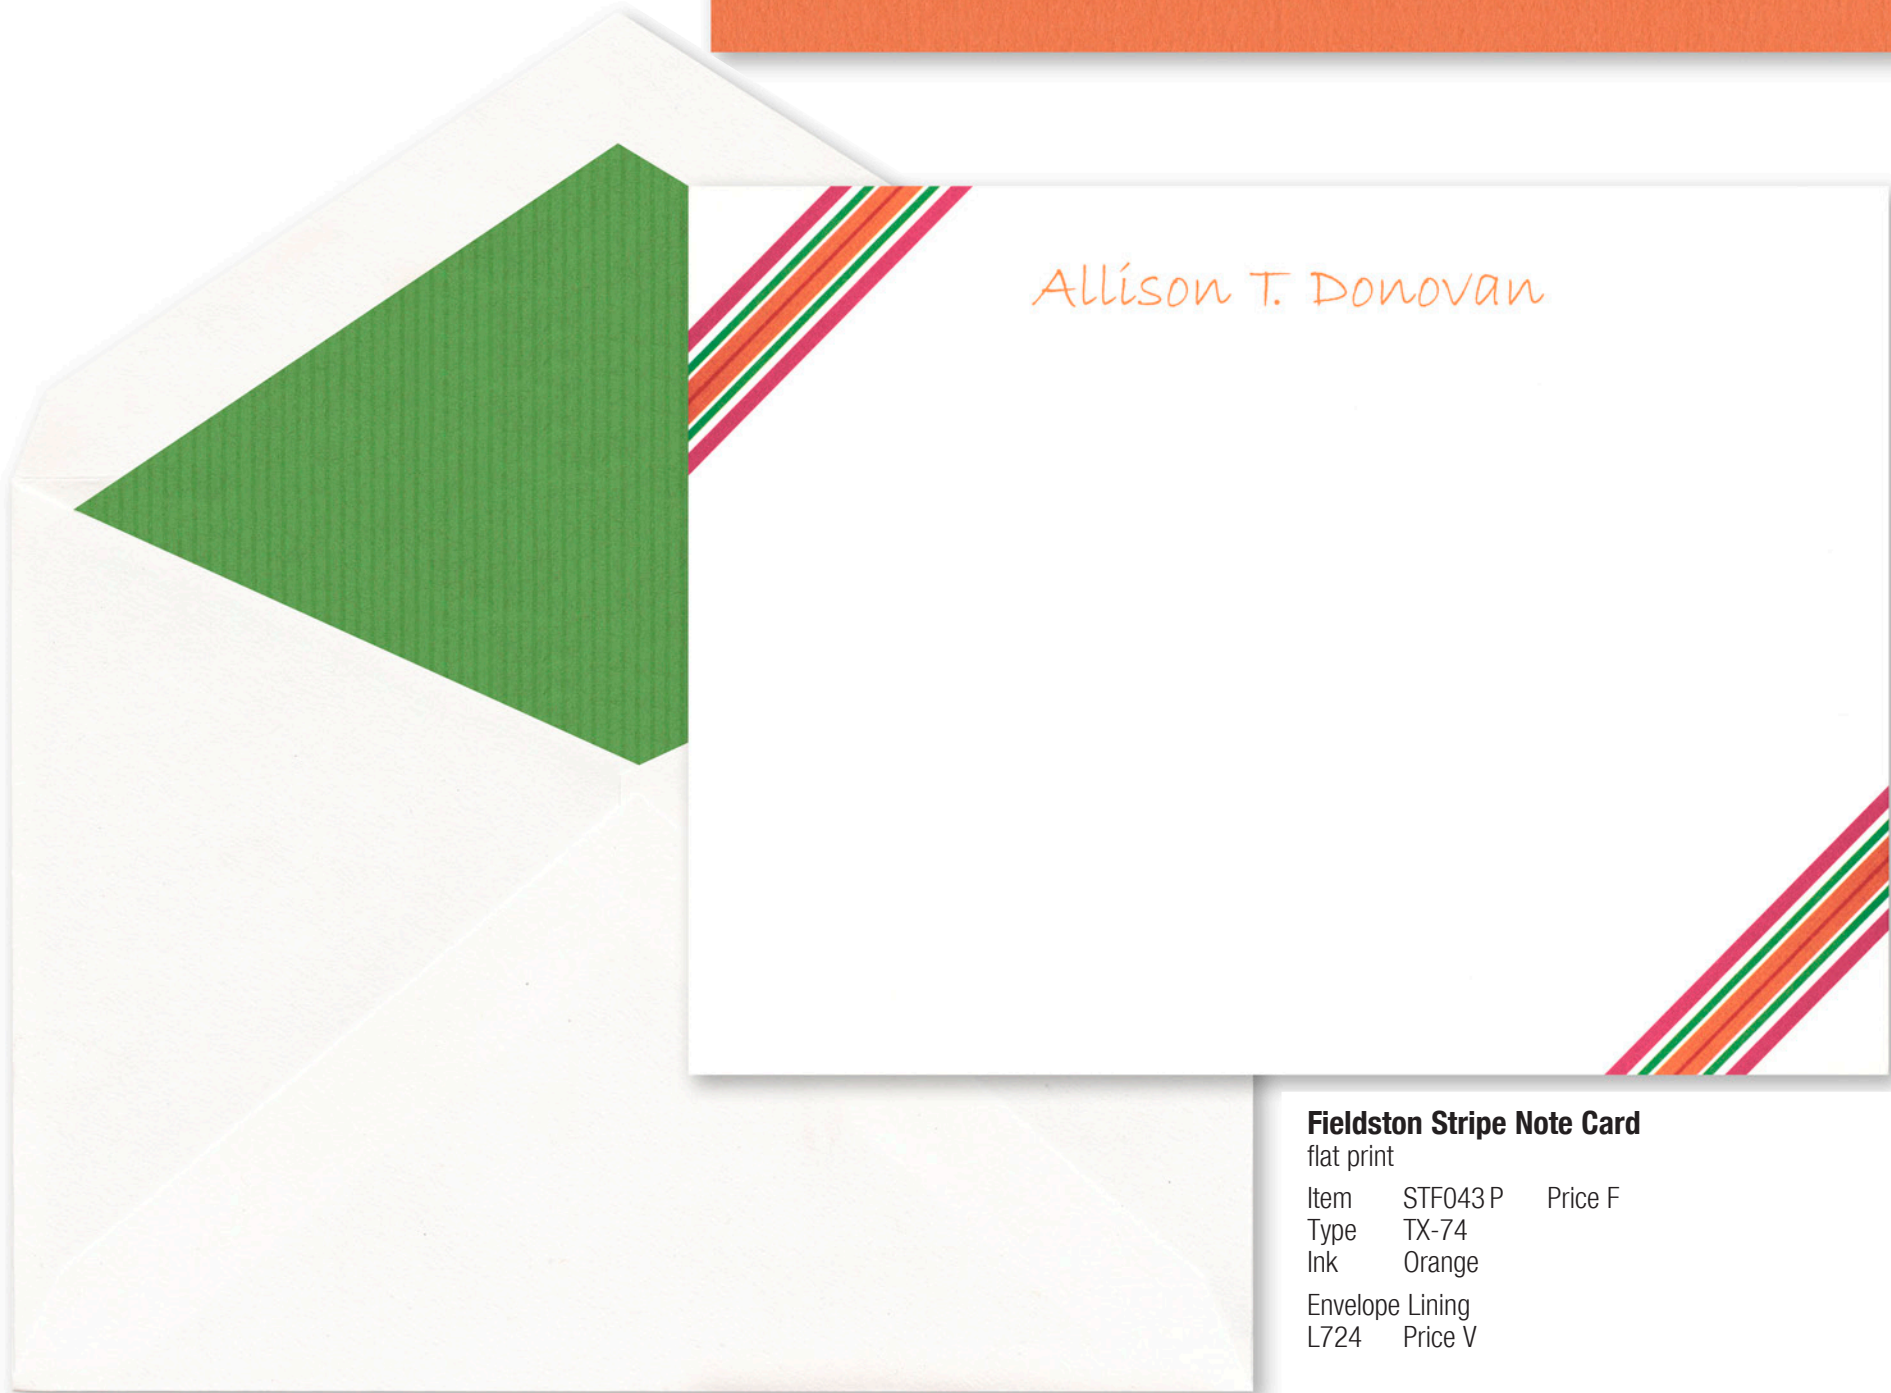 Allison T. Donovan
Fieldston Stripe Note Card
flat print
Item STF043 P Price F
Type TX-74
Ink Orange
Envelope Lining
L724 Price V